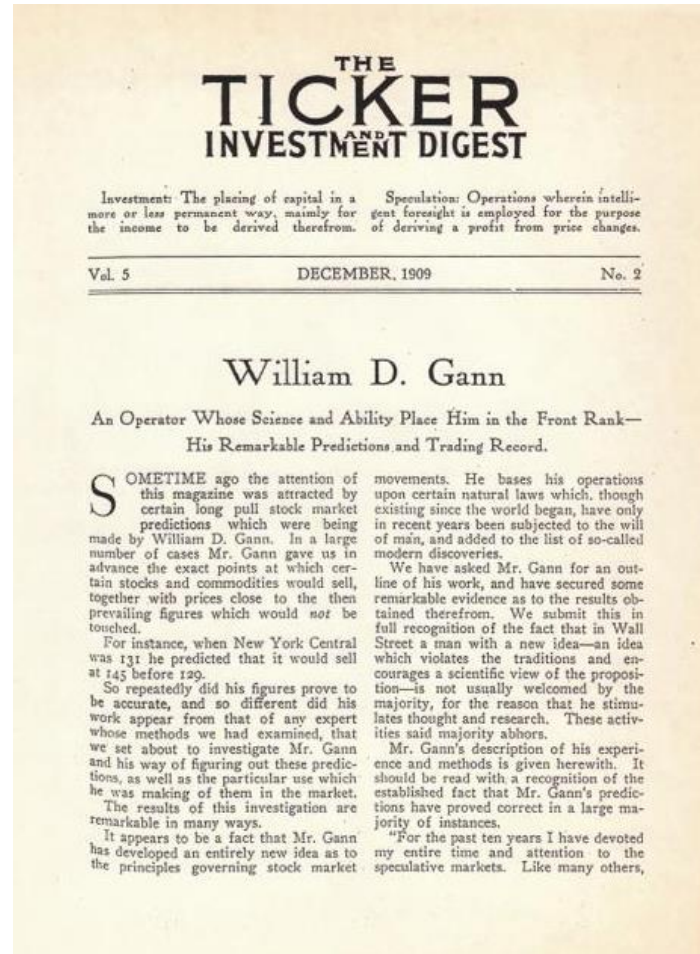 THE
TICKER
AND
INVESTMENT DIGEST
Investment: The placing of capital in a
more or less permanent way, mainly for
the income to be derived therefrom.
Speculation: Operations wherein intelli-
gent foresight is employed for the purpose
of deriving a profit from price changes.
Vol. 5 DECEMBER, 1909 No. 2
William D. Gann
An Operator Whose Science and Ability Place Him in the Front Rank—
His Remarkable Predictions and Trading Record.
SOMETIME ago the attention of
this magazine was attracted by
certain long pull stock market
predictions which were being
made by William D. Gann. In a large
number of cases Mr. Gann gave us in
advance the exact points at which cer-
tain stocks and commodities would sell,
together with prices close to the then
prevailing figures which would not be
touched.
For instance, when New York Central
was 131 he predicted that it would sell
at 145 before 129.
So repeatedly did his figures prove to
be accurate, and so different did his
work appear from that of any expert
whose methods we had examined, that
we set about to investigate Mr. Gann
and his way of figuring out these predic-
tions, as well as the particular use which
he was making of them in the market.
The results of this investigation are
remarkable in many ways.
It appears to be a fact that Mr. Gann
has developed an entirely new idea as to
the principles governing stock market
movements. He bases his operations
upon certain natural laws which, though
existing since the world began, have only
in recent years been subjected to the will
of man, and added to the list of so-called
modern discoveries.
We have asked Mr. Gann for an out-
line of his work, and have secured some
remarkable evidence as to the results ob-
tained therefrom. We submit this in
full recognition of the fact that in Wall
Street a man with a new idea—an idea
which violates the traditions and en-
courages a scientific view of the proposi-
tion—is not usually welcomed by the
majority, for the reason that he stimu-
lates thought and research. These activ-
ities said majority abhors.
Mr. Gann's description of his experi-
ence and methods is given herewith. It
should be read with a recognition of the
established fact that Mr. Gann's predic-
tions have proved correct in a large ma-
jority of instances.
"For the past ten years I have devoted
my entire time and attention to the
speculative markets. Like many others,